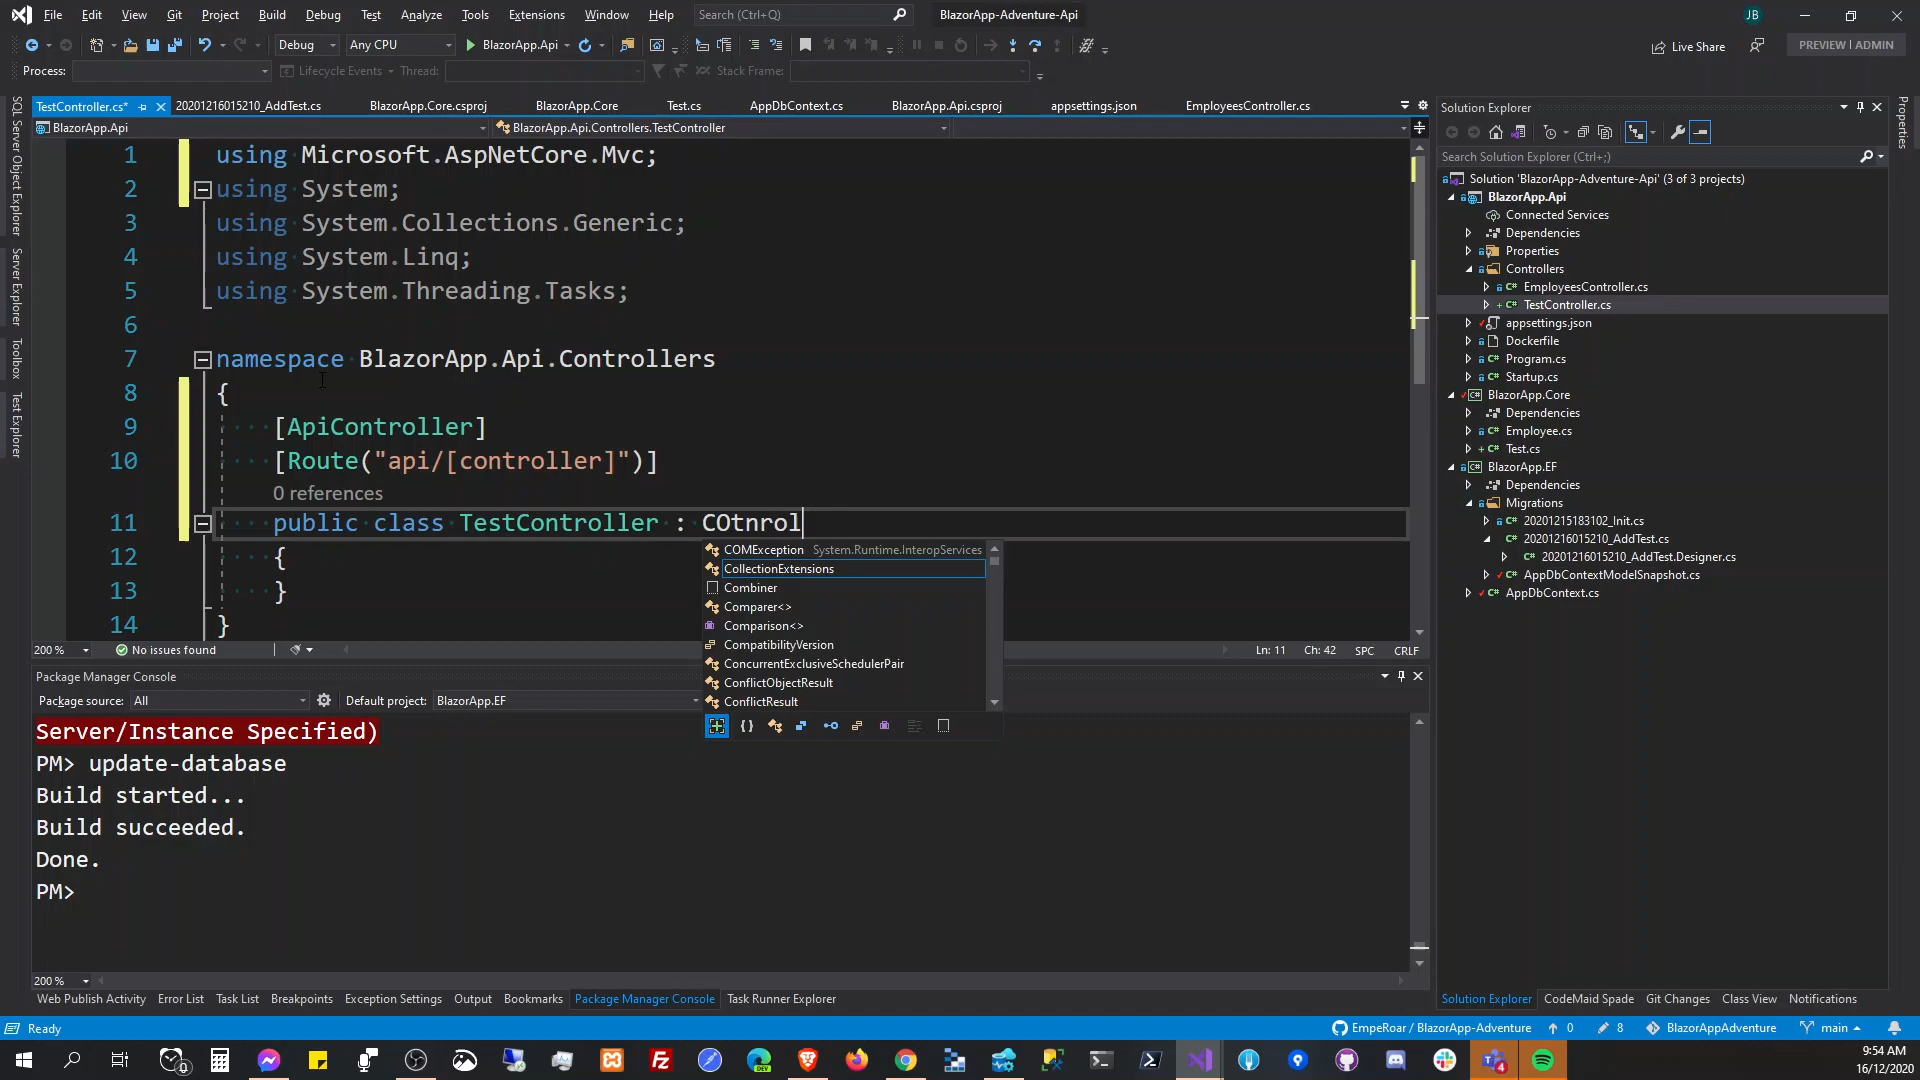 File Edit View Git Project Build Debug Test Analyze Tools Extensions Window Help Search (Ctrl+Q) BlazorApp-Adventure-Api JB
Debug Any CPU BlazorApp.Api Live Share PREVIEW | ADMIN
Process: Lifecycle Events Thread: Stack Frame:
TestController.cs* 20201216015210_AddTest.cs BlazorApp.Core.csproj BlazorApp.Core Test.cs AppDbContext.cs BlazorApp.Api.csproj appsettings.json EmployeesController.cs
BlazorApp.Api BlazorApp.Api.Controllers.TestController
SQL Server Object Explorer
Server Explorer
Toolbox
Test Explorer
1 using Microsoft.AspNetCore.Mvc;
2 using System;
3 using System.Collections.Generic;
4 using System.Linq;
5 using System.Threading.Tasks;
6
7 namespace BlazorApp.Api.Controllers
8 {
9 [ApiController]
10 [Route("api/[controller]")]
0 references
11 public class TestController : COtnrol
12 {
13 }
14 }
COMException System.Runtime.InteropServices
CollectionExtensions
Combiner
Comparer<>
Comparison<>
CompatibilityVersion
ConcurrentExclusiveSchedulerPair
ConflictObjectResult
ConflictResult
200 % No issues found Ln: 11 Ch: 42 SPC CRLF
Package Manager Console
Package source: All Default project: BlazorApp.EF
Server/Instance Specified)
PM> update-database
Build started...
Build succeeded.
Done.
PM>
200 %
Web Publish Activity Error List Task List Breakpoints Exception Settings Output Bookmarks Package Manager Console Task Runner Explorer
Solution Explorer
Search Solution Explorer (Ctrl+;)
Solution 'BlazorApp-Adventure-Api' (3 of 3 projects)
BlazorApp.Api
Connected Services
Dependencies
Properties
Controllers
EmployeesController.cs
TestController.cs
appsettings.json
Dockerfile
Program.cs
Startup.cs
BlazorApp.Core
Dependencies
Employee.cs
Test.cs
BlazorApp.EF
Dependencies
Migrations
20201215183102_Init.cs
20201216015210_AddTest.cs
20201216015210_AddTest.Designer.cs
AppDbContextModelSnapshot.cs
AppDbContext.cs
Solution Explorer CodeMaid Spade Git Changes Class View Notifications
Properties
Ready EmpeRoar / BlazorApp-Adventure 0 8 BlazorAppAdventure main
9:54 AM
16/12/2020